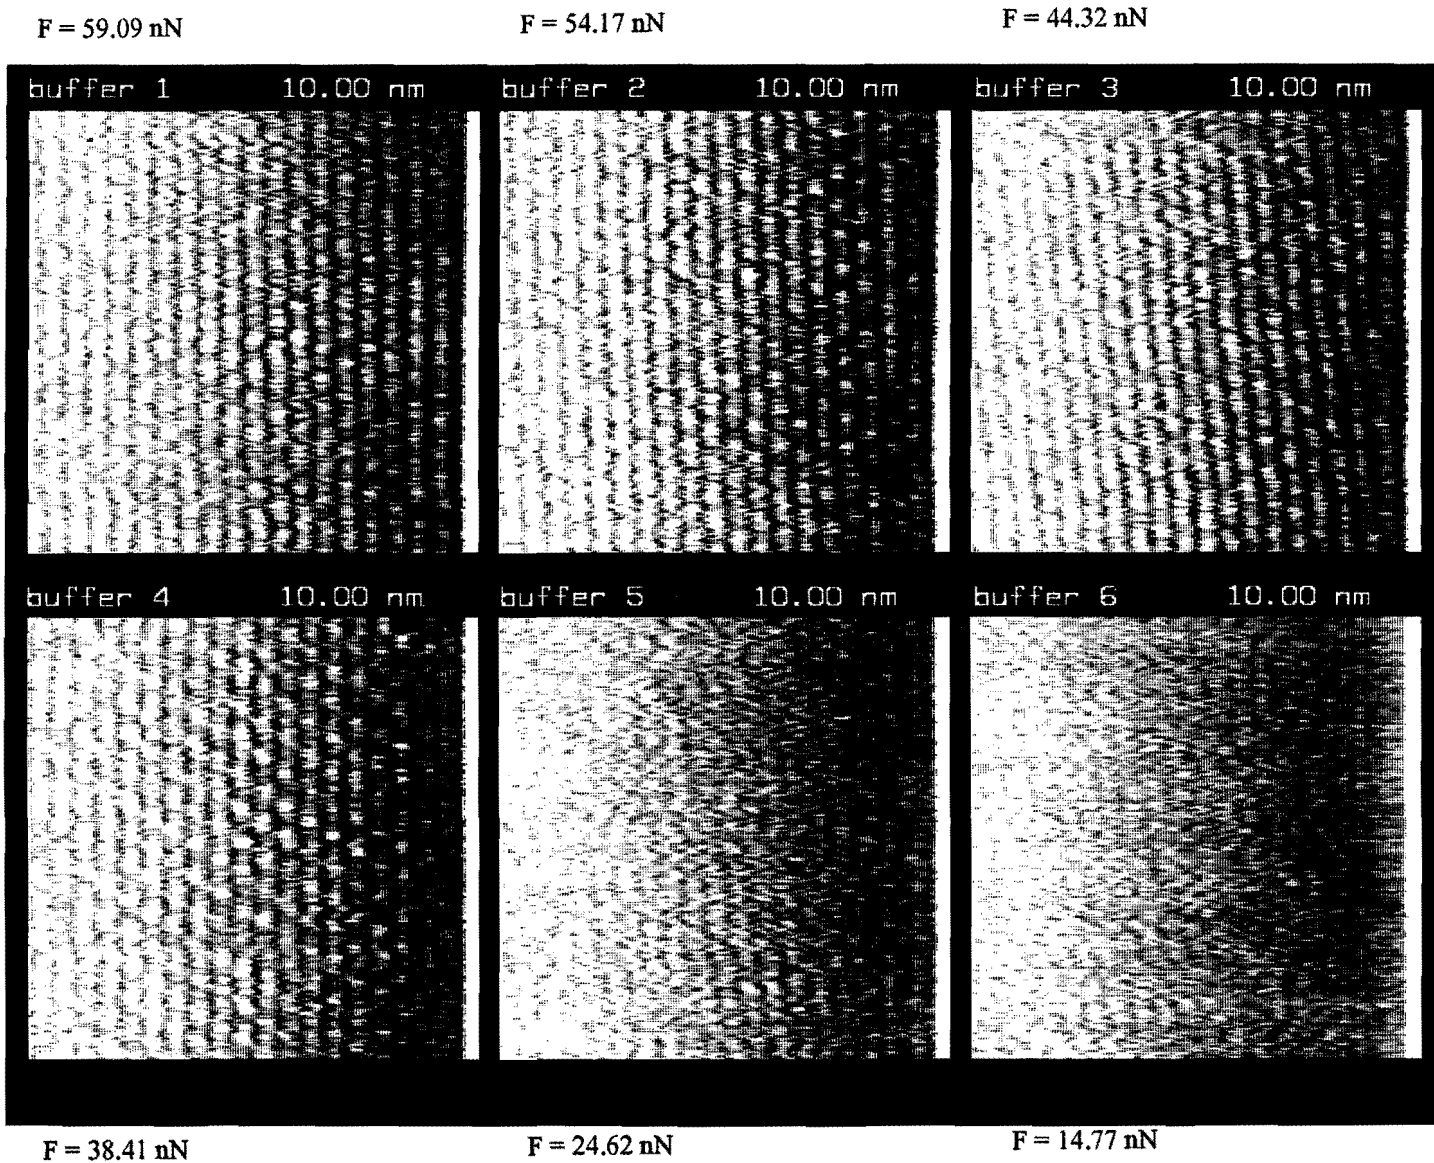 F = 59.09 nN F = 54.17 nN F = 44.32 nN
buffer 1 10.00 nm buffer 2 10.00 nm buffer 3 10.00 nm
buffer 4 10.00 nm buffer 5 10.00 nm buffer 6 10.00 nm
F = 38.41 nN F = 24.62 nN F = 14.77 nN